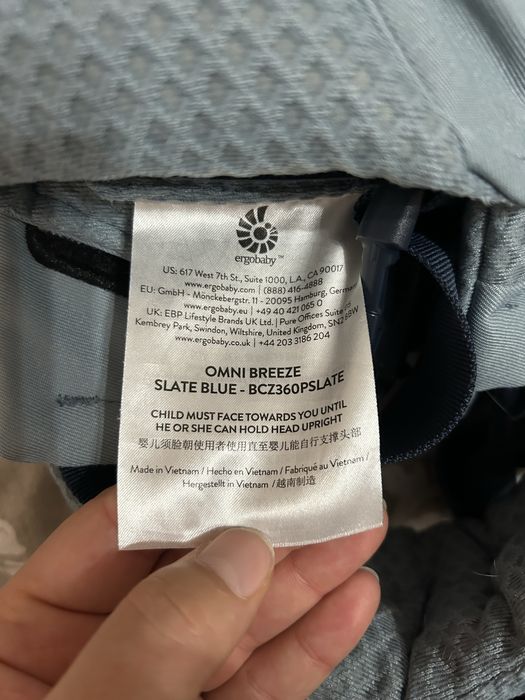 ergobaby™
US: 617 West 7th St., Suite 1000, L.A., CA 90017
www.ergobaby.com | (888) 416-4888
EU: GmbH - Mönckebergstr. 11 - 20095 Hamburg, Germany
www.ergobaby.eu | +49 40 421 065 0
UK: EBP Lifestyle Brands UK Ltd. | Pure Offices Suite
Kembrey Park, Swindon, Wiltshire, United Kingdom, SN2 8BW
www.ergobaby.co.uk | +44 203 3186 204
OMNI BREEZE
SLATE BLUE - BCZ360PSLATE
CHILD MUST FACE TOWARDS YOU UNTIL
HE OR SHE CAN HOLD HEAD UPRIGHT
婴儿须脸朝使用者使用直至婴儿能自行支撑头部
Made in Vietnam / Hecho en Vietnam / Fabriqué au Vietnam /
Hergestellt in Vietnam /越南制造